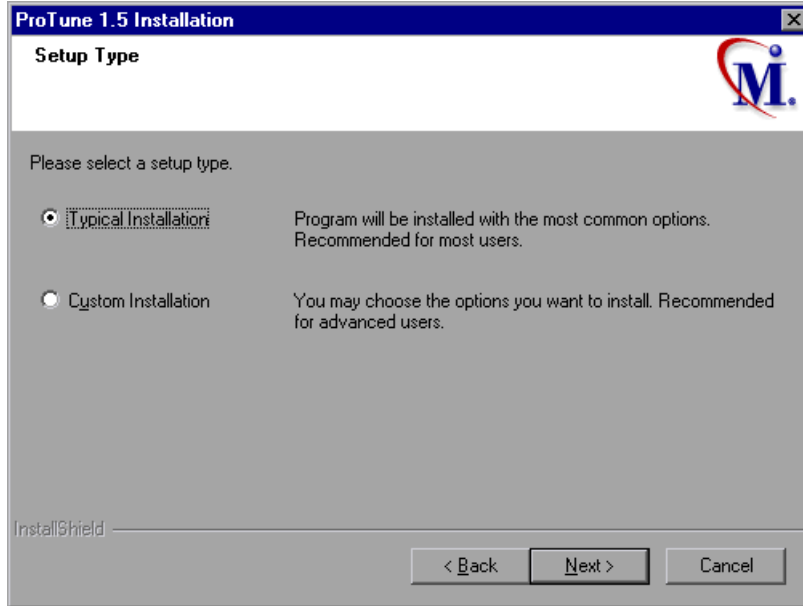 ProTune 1.5 Installation
Setup Type
M.
Please select a setup type.
Typical Installation
Program will be installed with the most common options.
Recommended for most users.
Custom Installation
You may choose the options you want to install. Recommended
for advanced users.
InstallShield
< Back
Next >
Cancel